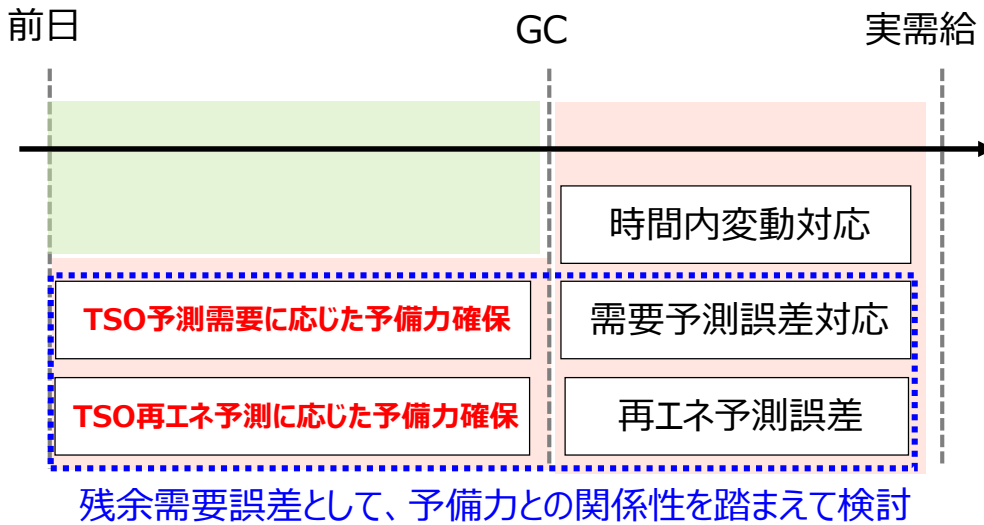 前日
GC
実需給
時間内変動対応
TSO予測需要に応じた予備力確保
需要予測誤差対応
TSO再エネ予測に応じた予備力確保
再エネ予測誤差
残余需要誤差として、予備力との関係性を踏まえて検討